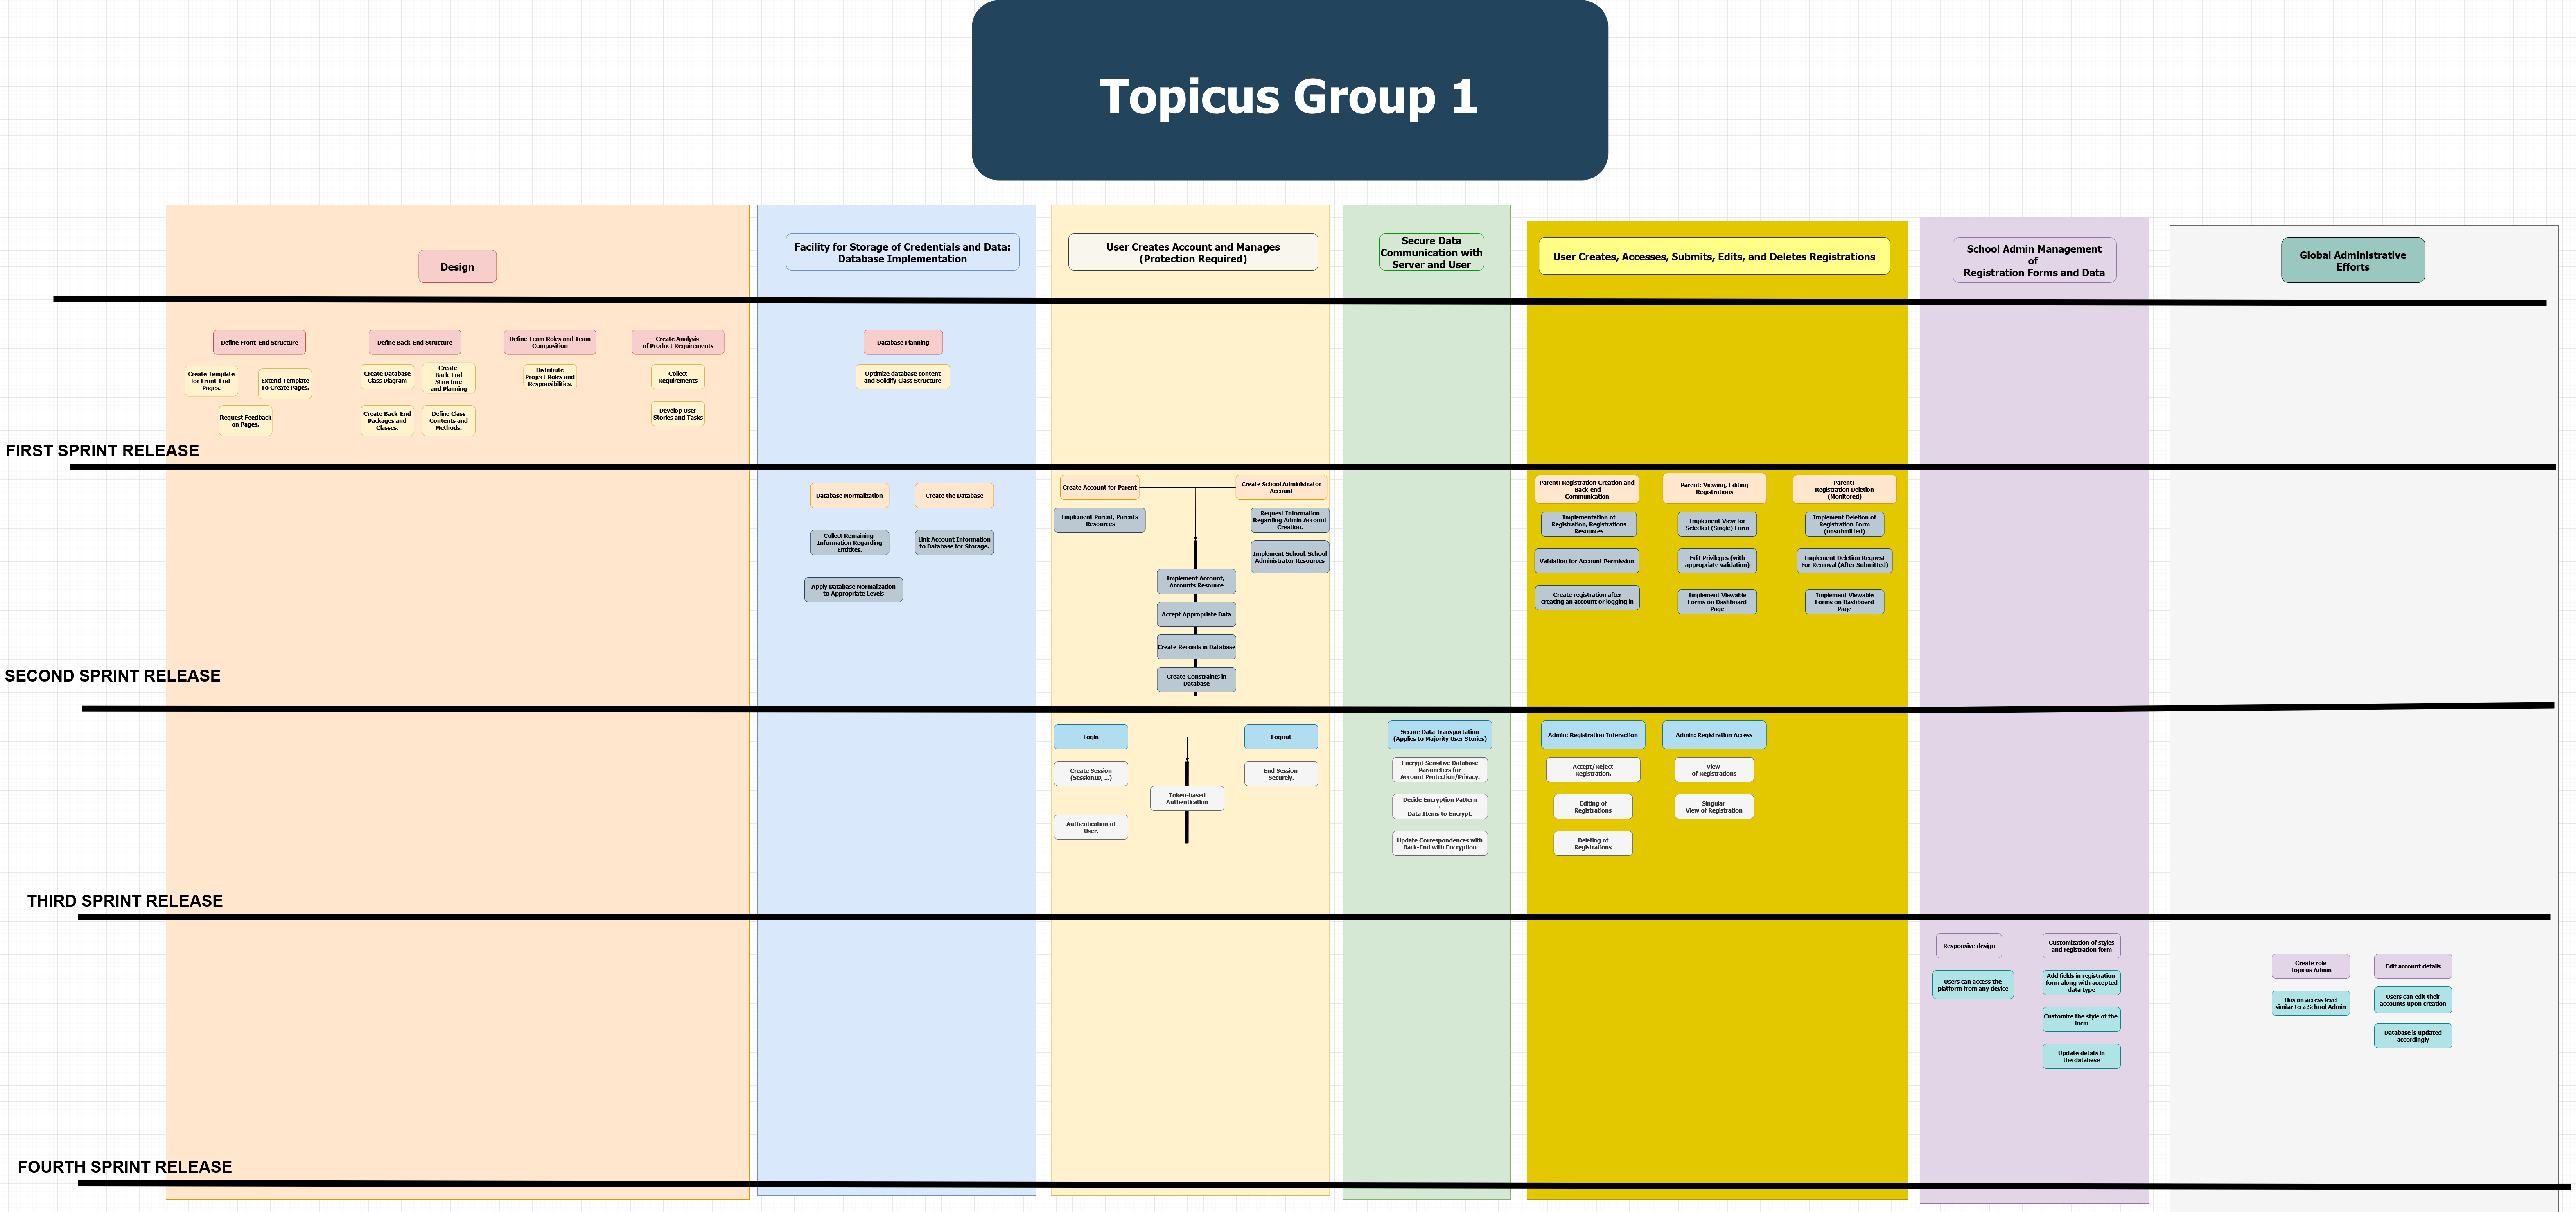 Topicus Group 1
Design
Facility for Storage of Credentials and Data:
Database Implementation
User Creates Account and Manages
(Protection Required)
Secure Data
Communication with
Server and User
User Creates, Accesses, Submits, Edits, and Deletes Registrations
School Admin Management
of
Registration Forms and Data
Global Administrative
Efforts
Define Front-End Structure
Create Template
for Front-End
Pages.
Extend Template
To Create Pages.
Request Feedback
on Pages.
Define Back-End Structure
Create Database
Class Diagram
Create
Back-End
Structure
and Planning
Create Back-End
Packages and
Classes.
Define Class
Contents and
Methods.
Define Team Roles and Team
Composition
Distribute
Project Roles and
Responsibilities.
Create Analysis
of Product Requirements
Collect
Requirements
Develop User
Stories and Tasks
Database Planning
Optimize database content
and Solidify Class Structure
FIRST SPRINT RELEASE
Database Normalization
Collect Remaining
Information Regarding
Entitites.
Apply Database Normalization
to Appropriate Levels
Create the Database
Link Account Information
to Database for Storage.
Create Account for Parent
Implement Parent, Parents
Resources
Create School Administrator
Account
Request Information
Regarding Admin Account
Creation.
Implement School, School
Administrator Resources
Implement Account,
Accounts Resource
Accept Appropriate Data
Create Records in Database
Create Constraints in
Database
Parent: Registration Creation and
Back-end
Communication
Implementation of
Registration, Registrations
Resources
Validation for Account Permission
Create registration after
creating an account or logging in
Parent: Viewing, Editing
Registrations
Implement View for
Selected (Single) Form
Edit Privileges (with
appropriate validation)
Implement Viewable
Forms on Dashboard
Page
Parent:
Registration Deletion
(Monitored)
Implement Deletion of
Registration Form
(unsubmitted)
Implement Deletion Request
For Removal (After Submitted)
Implement Viewable
Forms on Dashboard
Page
SECOND SPRINT RELEASE
Login
Create Session
(SessionID, ...)
Authentication of
User.
Logout
End Session
Securely.
Token-based
Authentication
Secure Data Transportation
(Applies to Majority User Stories)
Encrypt Sensitive Database
Parameters for
Account Protection/Privacy.
Decide Encryption Pattern
+
Data Items to Encrypt.
Update Correspondences with
Back-End with Encryption
Admin: Registration Interaction
Accept/Reject
Registration.
Editing of
Registrations
Deleting of
Registrations
Admin: Registration Access
View
of Registrations
Singular
View of Registration
THIRD SPRINT RELEASE
Responsive design
Users can access the
platform from any device
Customization of styles
and registration form
Add fields in registration
form along with accepted
data type
Customize the style of the
form
Update details in
the database
Create role
Topicus Admin
Has an access level
similar to a School Admin
Edit account details
Users can edit their
accounts upon creation
Database is updated
accordingly
FOURTH SPRINT RELEASE